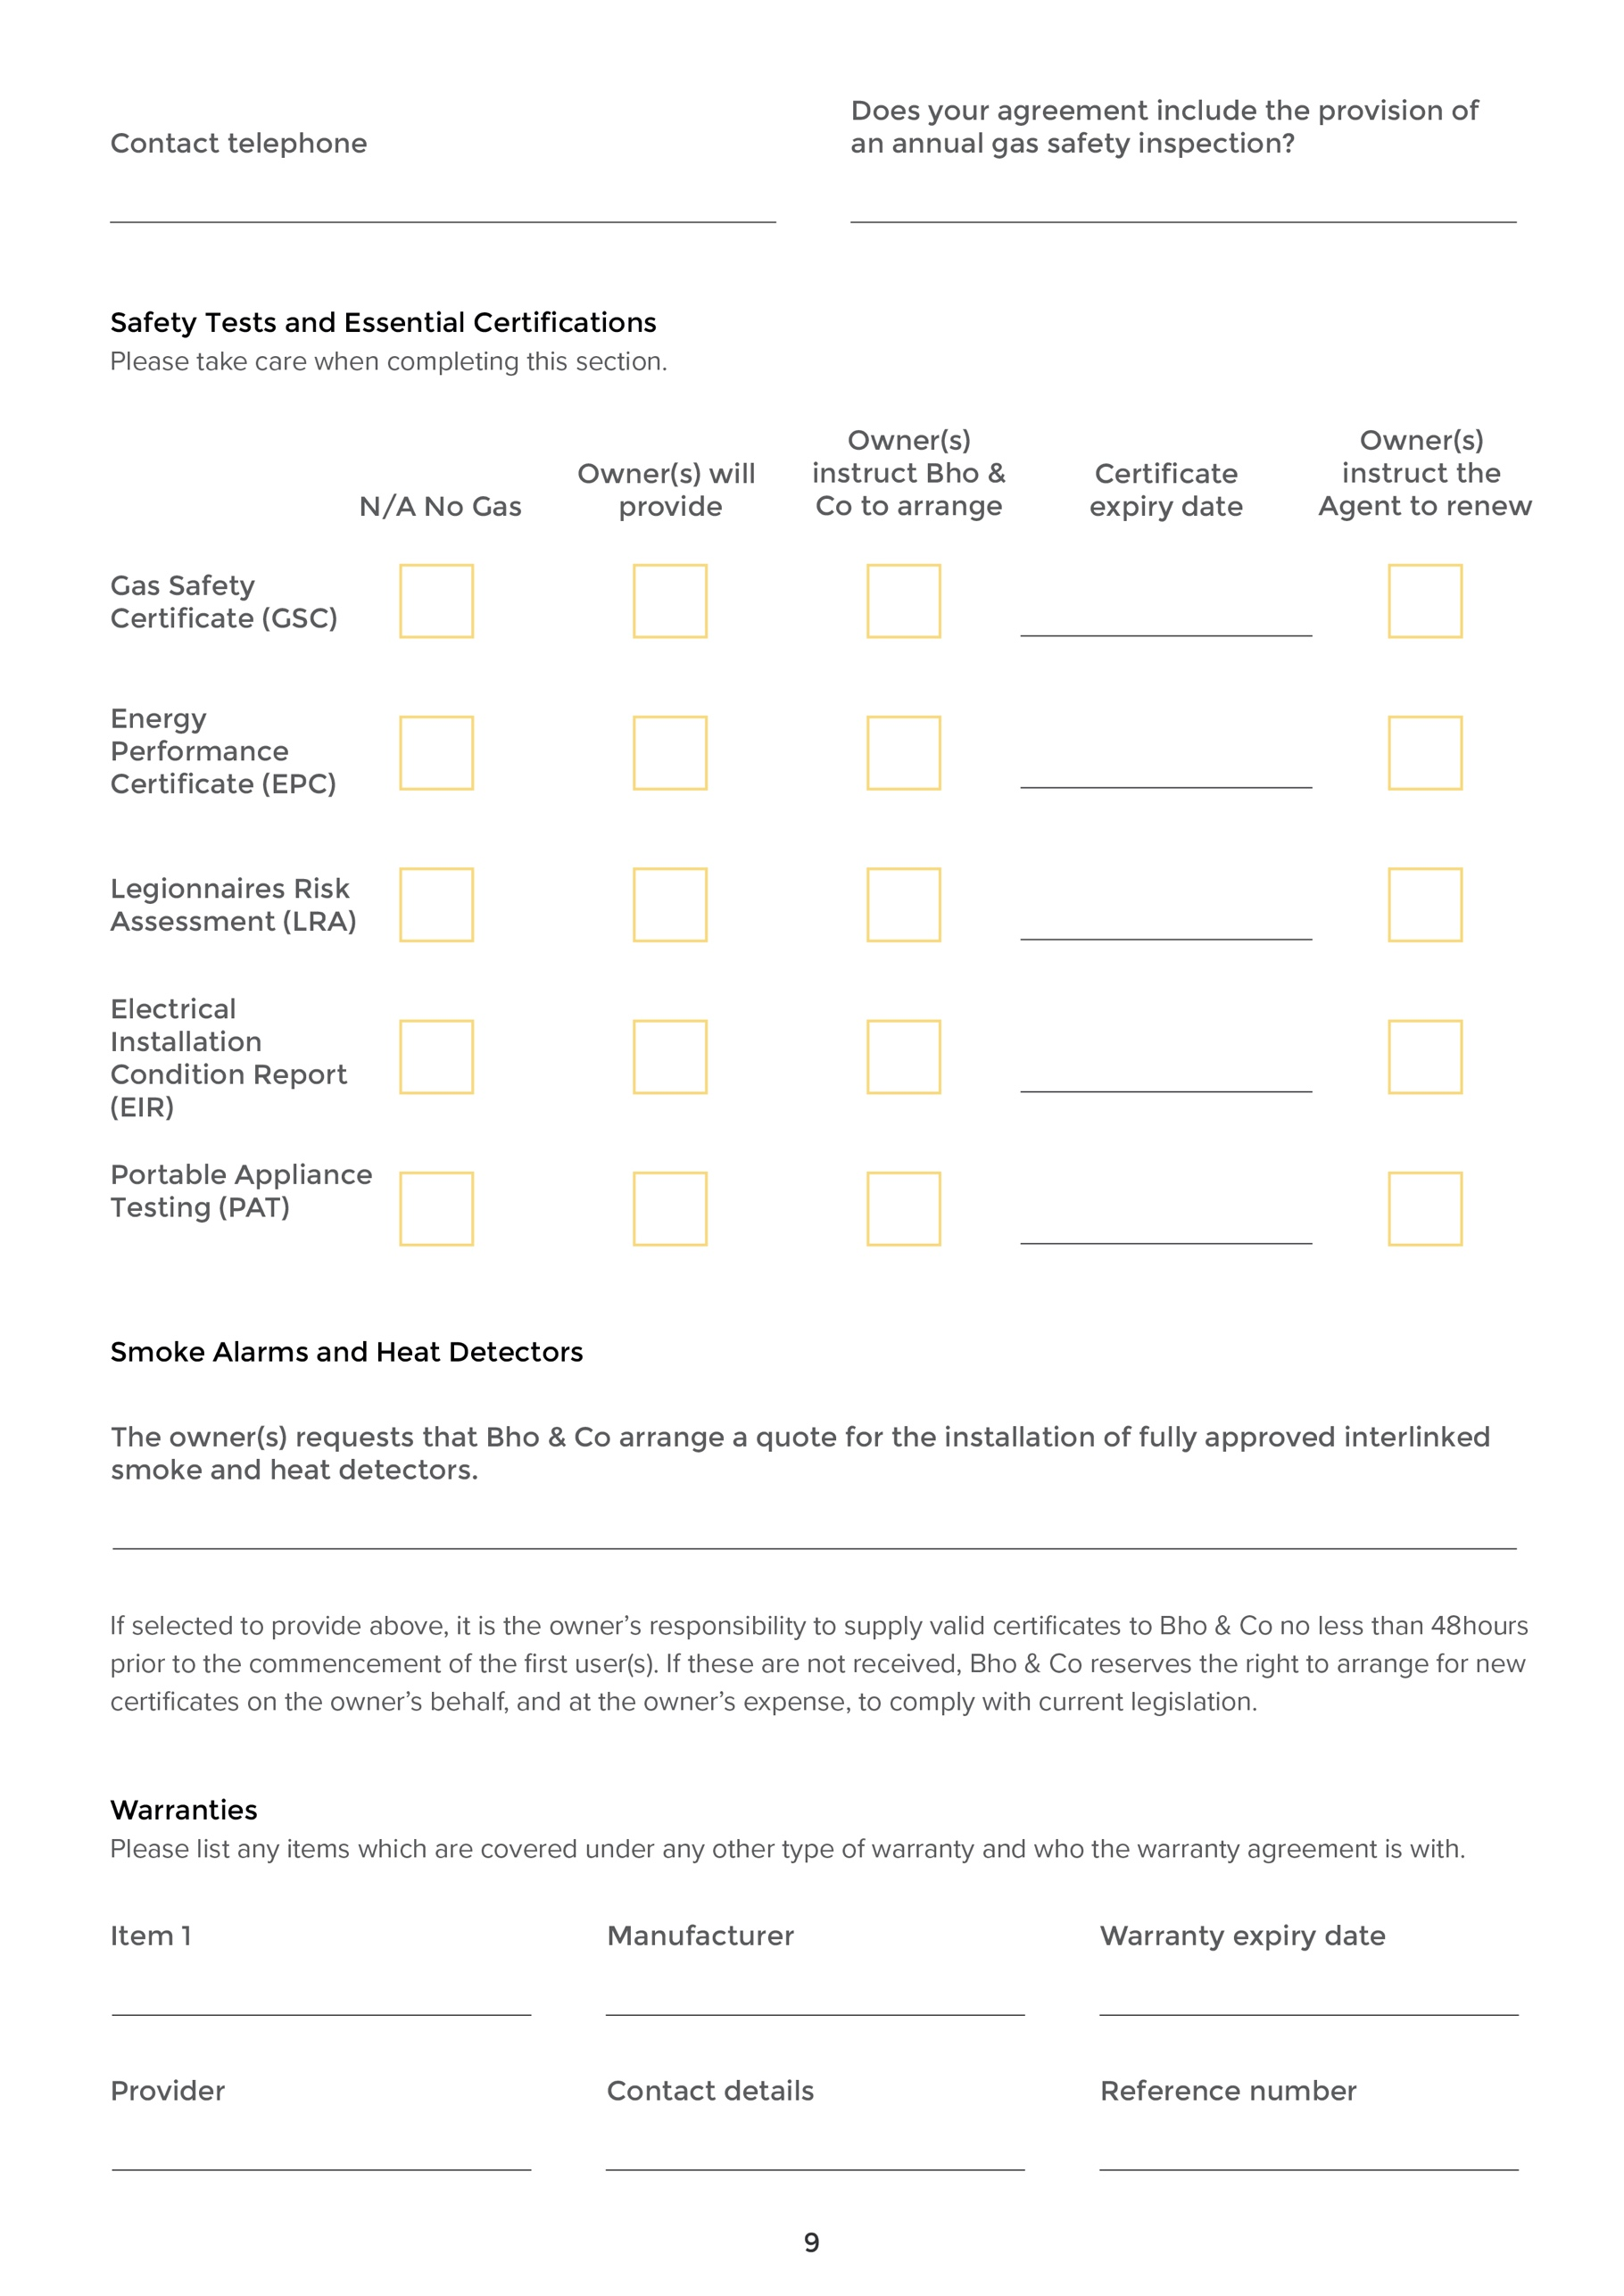 Contact telephone
Does your agreement include the provision of
an annual gas safety inspection?
Safety Tests and Essential Certifications
Please take care when completing this section.
N/A No Gas
Owner(s) will
provide
Owner(s)
instruct Bho &
Co to arrange
Certificate
expiry date
Owner(s)
instruct the
Agent to renew
Gas Safety
Certificate (GSC)
Energy
Performance
Certificate (EPC)
Legionnaires Risk
Assessment (LRA)
Electrical
Installation
Condition Report
(EIR)
Portable Appliance
Testing (PAT)
Smoke Alarms and Heat Detectors
The owner(s) requests that Bho & Co arrange a quote for the installation of fully approved interlinked
smoke and heat detectors.
If selected to provide above, it is the owner’s responsibility to supply valid certificates to Bho & Co no less than 48hours
prior to the commencement of the first user(s). If these are not received, Bho & Co reserves the right to arrange for new
certificates on the owner’s behalf, and at the owner’s expense, to comply with current legislation.
Warranties
Please list any items which are covered under any other type of warranty and who the warranty agreement is with.
Item 1
Manufacturer
Warranty expiry date
Provider
Contact details
Reference number
9